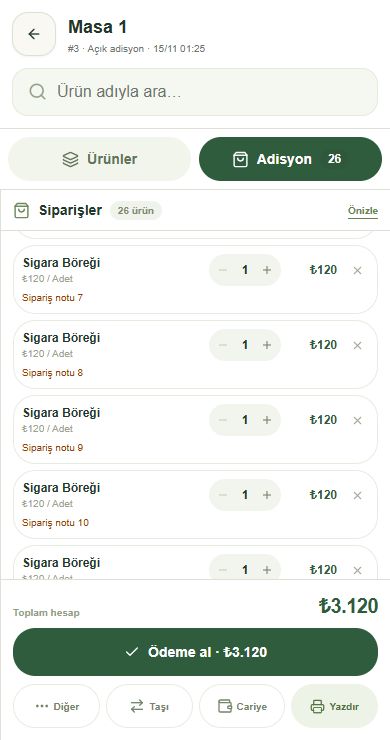 Masa 1
#3 · Açık adisyon · 15/11 01:25
Ürün adıyla ara...
Ürünler
Adisyon 26
Siparişler 26 ürün Önizle
Sigara Böreği
₺120 / Adet
1 ₺120
Sipariş notu 7
Sigara Böreği
₺120 / Adet
1 ₺120
Sipariş notu 8
Sigara Böreği
₺120 / Adet
1 ₺120
Sipariş notu 9
Sigara Böreği
₺120 / Adet
1 ₺120
Sipariş notu 10
Sigara Böreği
₺120 / Adet
1 ₺120
Toplam hesap ₺3.120
Ödeme al · ₺3.120
Diğer
Taşı
Cariye
Yazdır